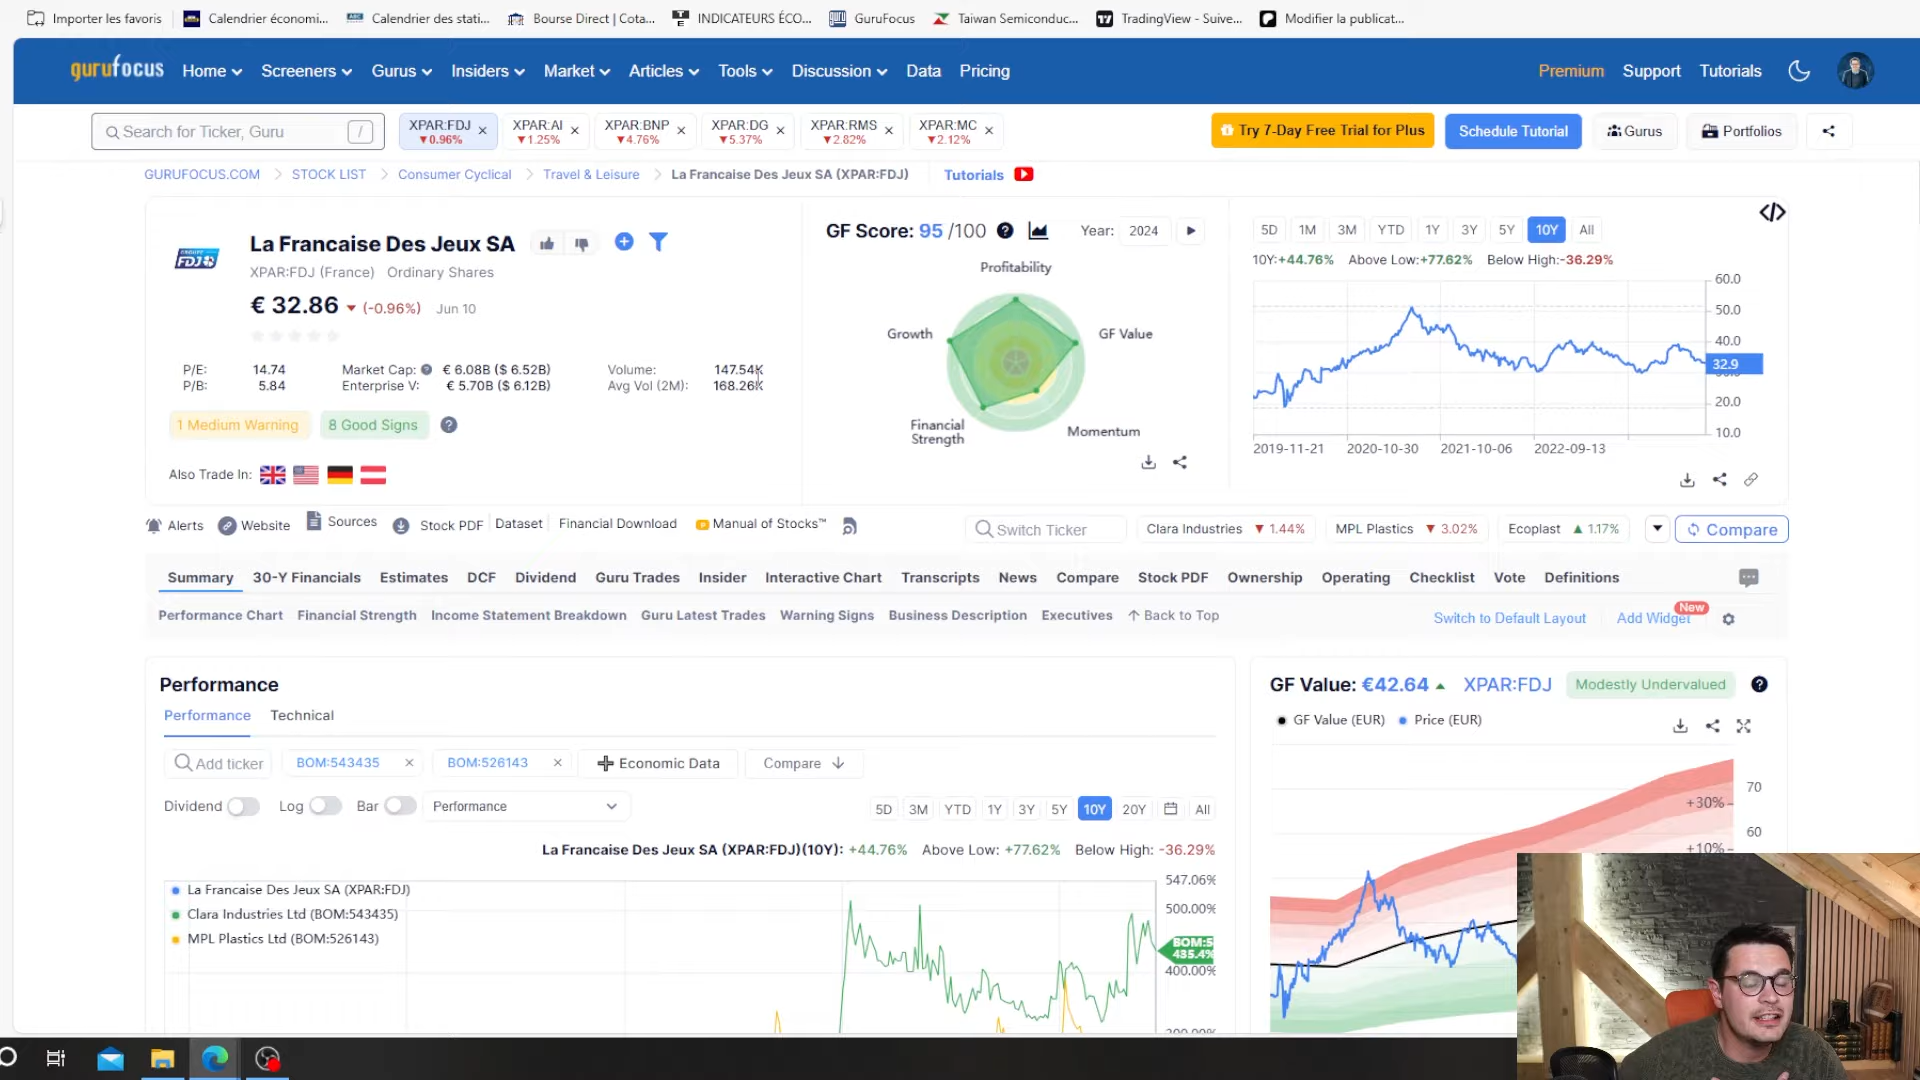 Importer les favoris Calendrier économi... Calendrier des stati... Bourse Direct | Cota... INDICATEURS ÉCO... GuruFocus Taiwan Semiconduc... TradingView - Suive... Modifier la publicat...
gurufocus Home Screeners Gurus Insiders Market Articles Tools Discussion Data Pricing Premium Support Tutorials
Search for Ticker, Guru / XPAR:FDJ × XPAR:AI × XPAR:BNP × XPAR:DG × XPAR:RMS × XPAR:MC × Try 7-Day Free Trial for Plus Schedule Tutorial Gurus Portfolios
▼0.96% ▼1.25% ▼4.76% ▼5.37% ▼2.82% ▼2.12%
GURUFOCUS.COM > STOCK LIST > Consumer Cyclical > Travel & Leisure > La Francaise Des Jeux SA (XPAR:FDJ) Tutorials
FDJ
La Francaise Des Jeux SA
XPAR:FDJ (France) Ordinary Shares
€ 32.86 ▼ (-0.96%) Jun 10
P/E: 14.74 Market Cap: € 6.08B ($ 6.52B) Volume: 147.54K
P/B: 5.84 Enterprise V: € 5.70B ($ 6.12B) Avg Vol (2M): 168.26K
1 Medium Warning 8 Good Signs
Also Trade In:
GF Score: 95 /100 Year: 2024
Profitability
Growth GF Value
Financial
Strength
Momentum
5D 1M 3M YTD 1Y 3Y 5Y 10Y All
10Y:+44.76% Above Low:+77.62% Below High:-36.29%
60.0
50.0
40.0
32.9
20.0
10.0
2019-11-21 2020-10-30 2021-10-06 2022-09-13
Alerts Website Sources Stock PDF Dataset Financial Download Manual of Stocks™ Switch Ticker Clara Industries ▼ 1.44% MPL Plastics ▼ 3.02% Ecoplast ▲ 1.17% Compare
Summary 30-Y Financials Estimates DCF Dividend Guru Trades Insider Interactive Chart Transcripts News Compare Stock PDF Ownership Operating Checklist Vote Definitions
Performance Chart Financial Strength Income Statement Breakdown Guru Latest Trades Warning Signs Business Description Executives ↑ Back to Top Switch to Default Layout Add Widget New
Performance
Performance Technical
Add ticker BOM:543435 × BOM:526143 × Economic Data Compare
Dividend Log Bar Performance 5D 3M YTD 1Y 3Y 5Y 10Y 20Y All
La Francaise Des Jeux SA (XPAR:FDJ)(10Y): +44.76% Above Low: +77.62% Below High: -36.29%
La Francaise Des Jeux SA (XPAR:FDJ)
Clara Industries Ltd (BOM:543435)
MPL Plastics Ltd (BOM:526143)
547.06%
500.00%
BOM:5
435.4%
400.00%
GF Value: €42.64 XPAR:FDJ Modestly Undervalued
GF Value (EUR) Price (EUR)
70
+30%
60
+10%